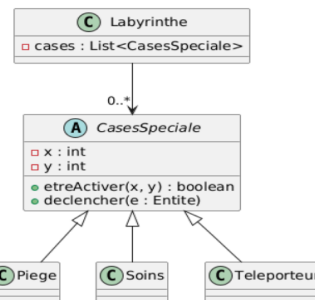 C Labyrinthe
- cases : List<CasesSpeciale>
0..*
A CasesSpeciale
x : int
y : int
etreActiver(x, y) : boolean
declencher(e : Entite)
C Piege
C Soins
C Teleporteur